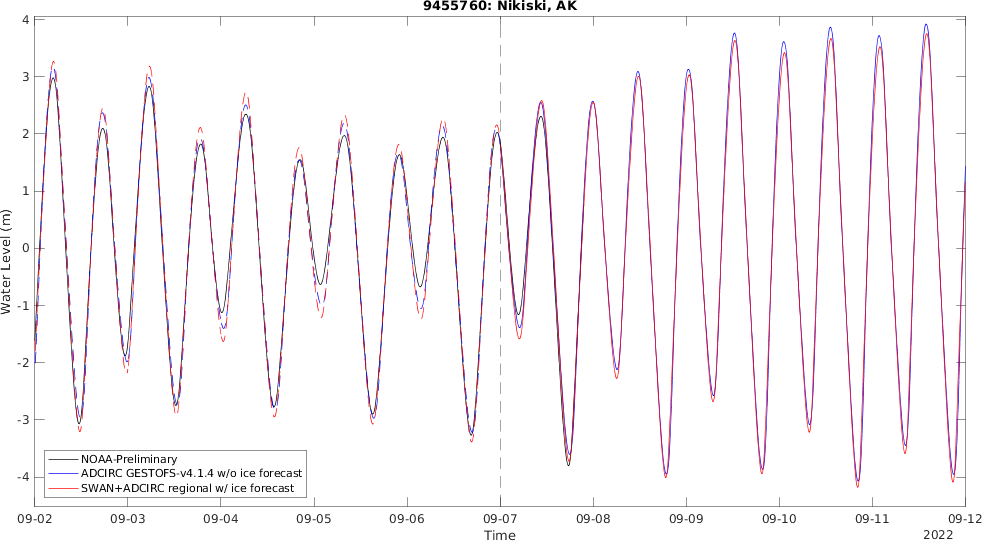 9455760: Nikiski, AK
4
3
2
1
0
-1
-2
-3
-4
Water Level (m)
NOAA-Preliminary
ADCIRC GESTOFS-v4.1.4 w/o ice forecast
SWAN+ADCIRC regional w/ ice forecast
09-02 09-03 09-04 09-05 09-06 09-07 09-08 09-09 09-10 09-11 09-12
Time
2022